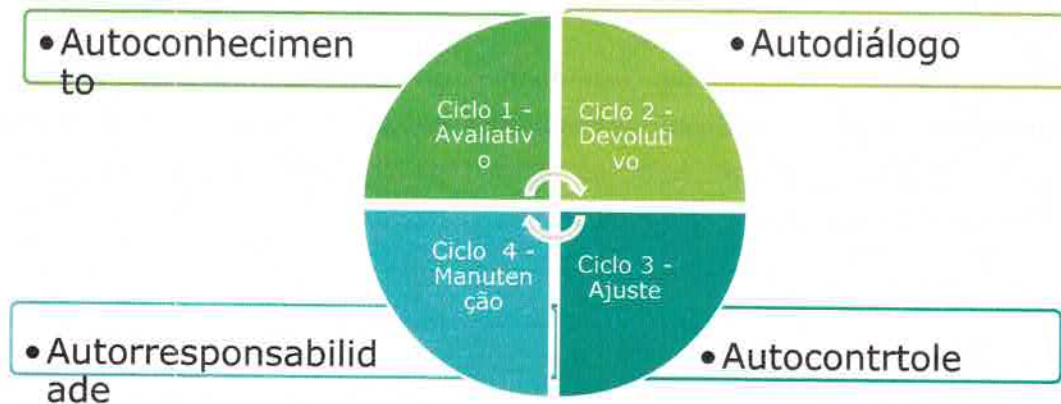 • Autoconhecimen
to
• Autodiálogo
Ciclo 1 -
Avaliativ
o
Ciclo 2 -
Devoluti
vo
Ciclo 4 -
Manuten
ção
Ciclo 3 -
Ajuste
• Autorresponsabilid
ade
• Autocontrtole